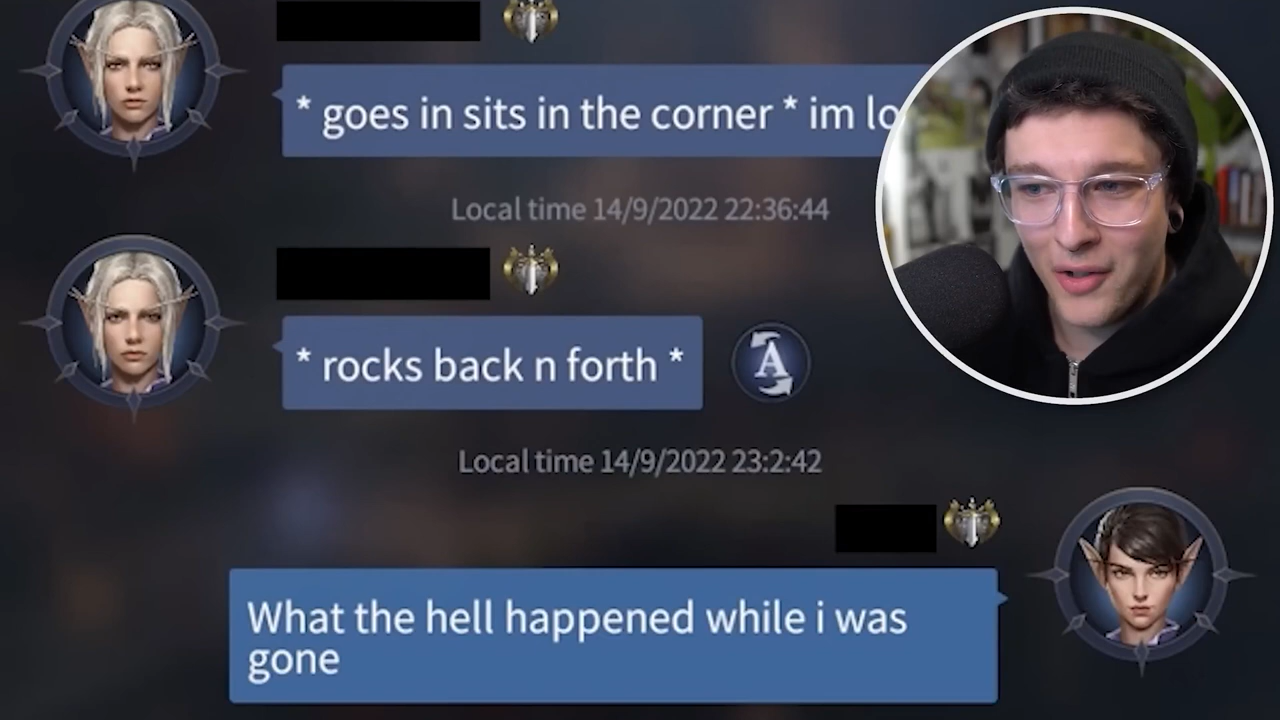 * goes in sits in the corner * im
Local time 14/9/2022 22:36:44
* rocks back n forth *
A
Local time 14/9/2022 23:2:42
What the hell happened while i was
gone